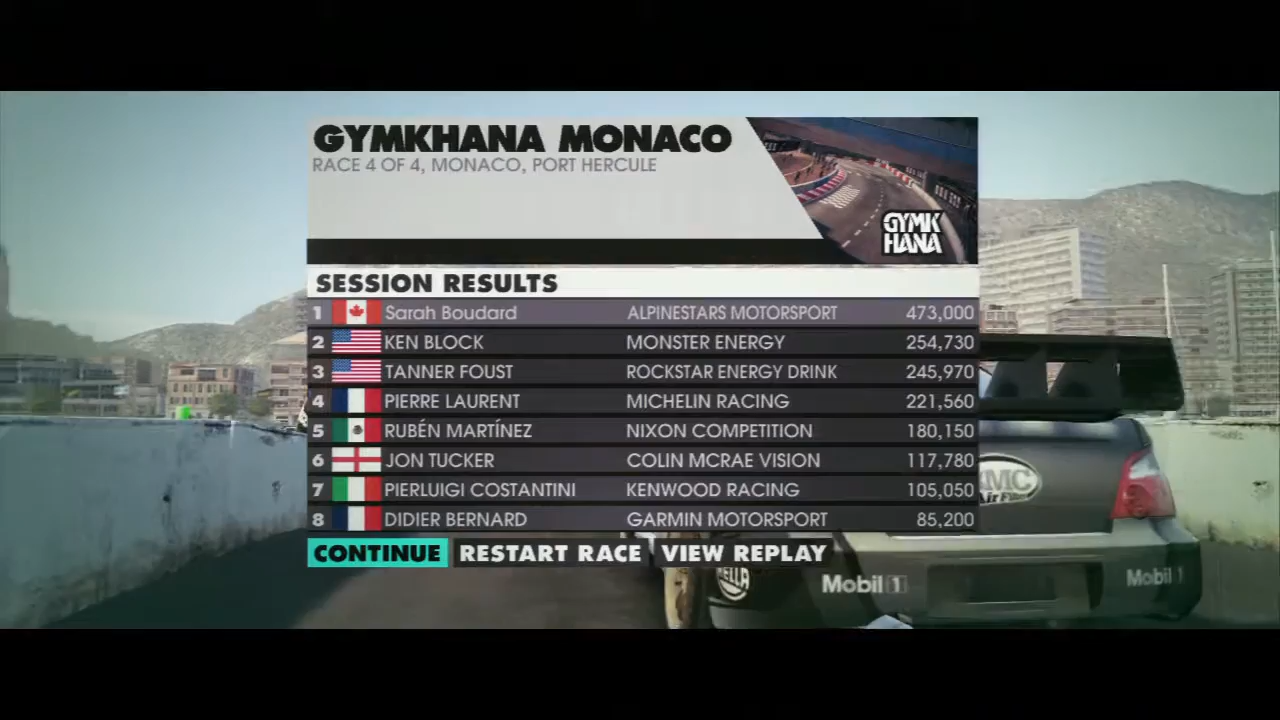 GYMKHANA MONACO
RACE 4 OF 4, MONACO, PORT HERCULE
GYMK
HANA
SESSION RESULTS
1 Sarah Boudard ALPINESTARS MOTORSPORT 473,000
2 KEN BLOCK MONSTER ENERGY 254,730
3 TANNER FOUST ROCKSTAR ENERGY DRINK 245,970
4 PIERRE LAURENT MICHELIN RACING 221,560
5 RUBÉN MARTÍNEZ NIXON COMPETITION 180,150
6 JON TUCKER COLIN MCRAE VISION 117,780
7 PIERLUIGI COSTANTINI KENWOOD RACING 105,050
8 DIDIER BERNARD GARMIN MOTORSPORT 85,200
CONTINUE RESTART RACE VIEW REPLAY
Mobil 1
Mobil 1